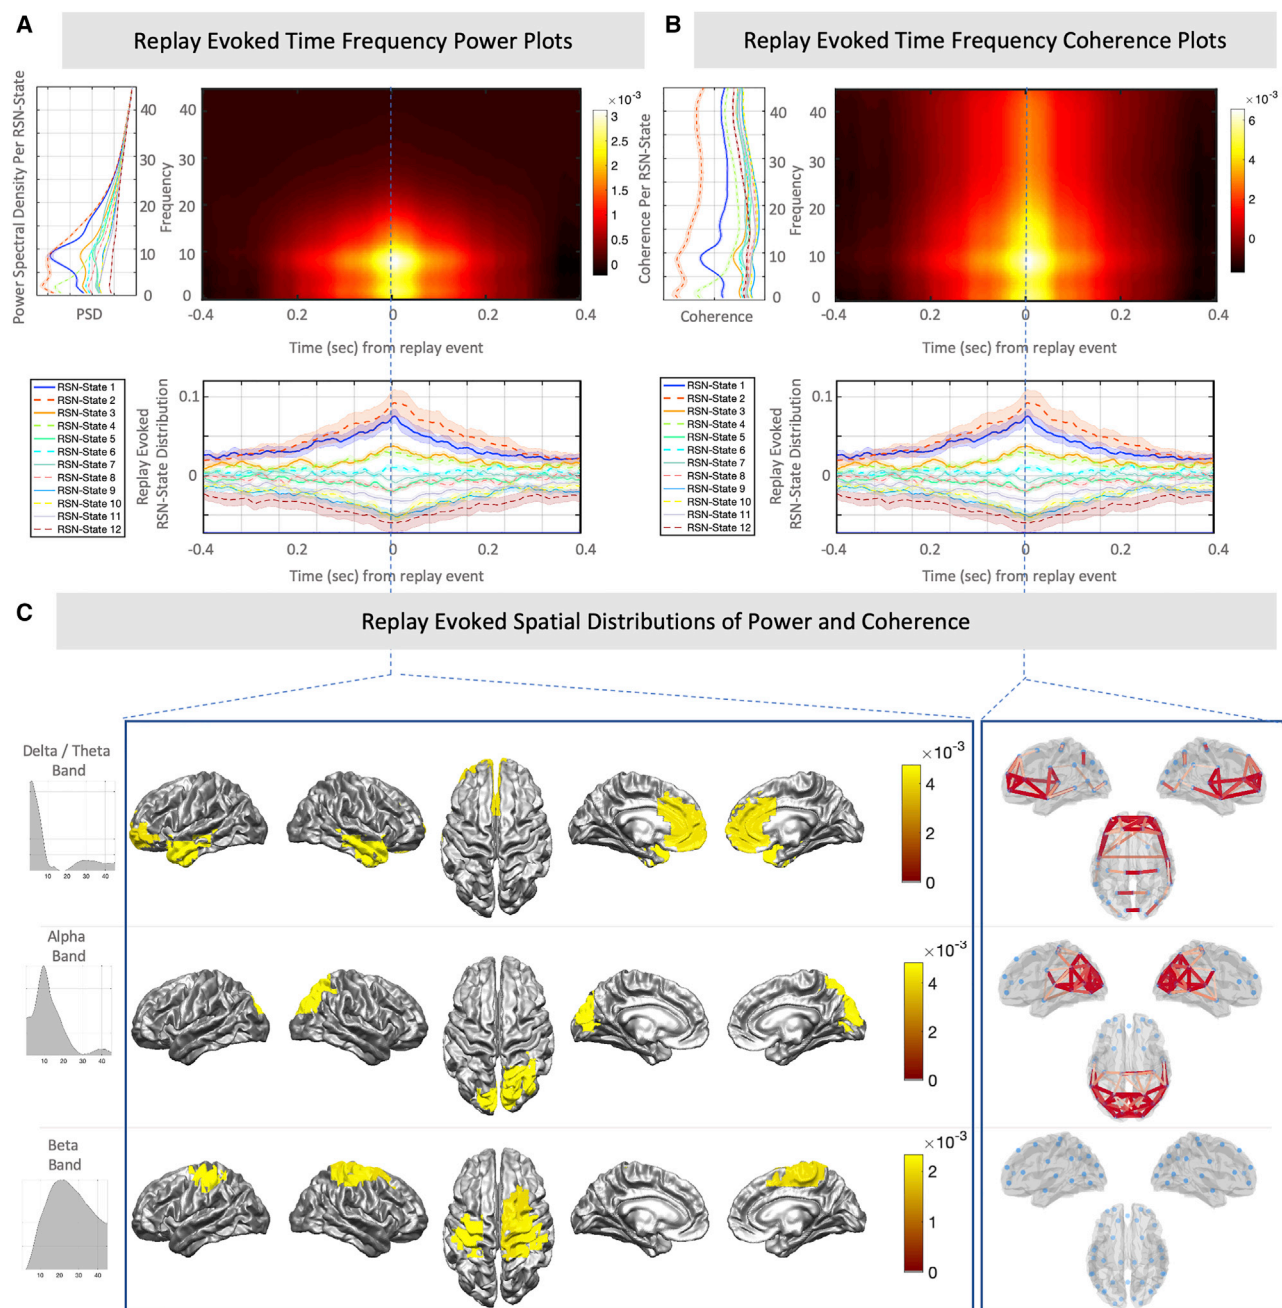 A
Replay Evoked Time Frequency Power Plots
B
Replay Evoked Time Frequency Coherence Plots
Power Spectral Density Per RSN-State
40
30
20
10
0
PSD
Frequency
40
30
20
10
0
-0.4
0.2
0
0.2
0.4
Time (sec) from replay event
×10⁻³
3
2.5
2
1.5
1
0.5
0
Coherence Per RSN-State
40
30
20
10
0
Coherence
Frequency
40
30
20
10
0
-0.4
0.2
0
0.2
0.4
Time (sec) from replay event
×10⁻³
6
4
2
0
RSN-State 1
RSN-State 2
RSN-State 3
RSN-State 4
RSN-State 5
RSN-State 6
RSN-State 7
RSN-State 8
RSN-State 9
RSN-State 10
RSN-State 11
RSN-State 12
Replay Evoked
RSN-State Distribution
0.1
0
-0.4
0.2
0
0.2
0.4
Time (sec) from replay event
RSN-State 1
RSN-State 2
RSN-State 3
RSN-State 4
RSN-State 5
RSN-State 6
RSN-State 7
RSN-State 8
RSN-State 9
RSN-State 10
RSN-State 11
RSN-State 12
Replay Evoked
RSN-State Distribution
0.1
0
-0.4
0.2
0
0.2
0.4
Time (sec) from replay event
C
Replay Evoked Spatial Distributions of Power and Coherence
Delta / Theta
Band
10 20 30 40
×10⁻³
4
2
0
Alpha
Band
10 20 30 40
×10⁻³
4
2
0
Beta
Band
10 20 30 40
×10⁻³
2
1
0